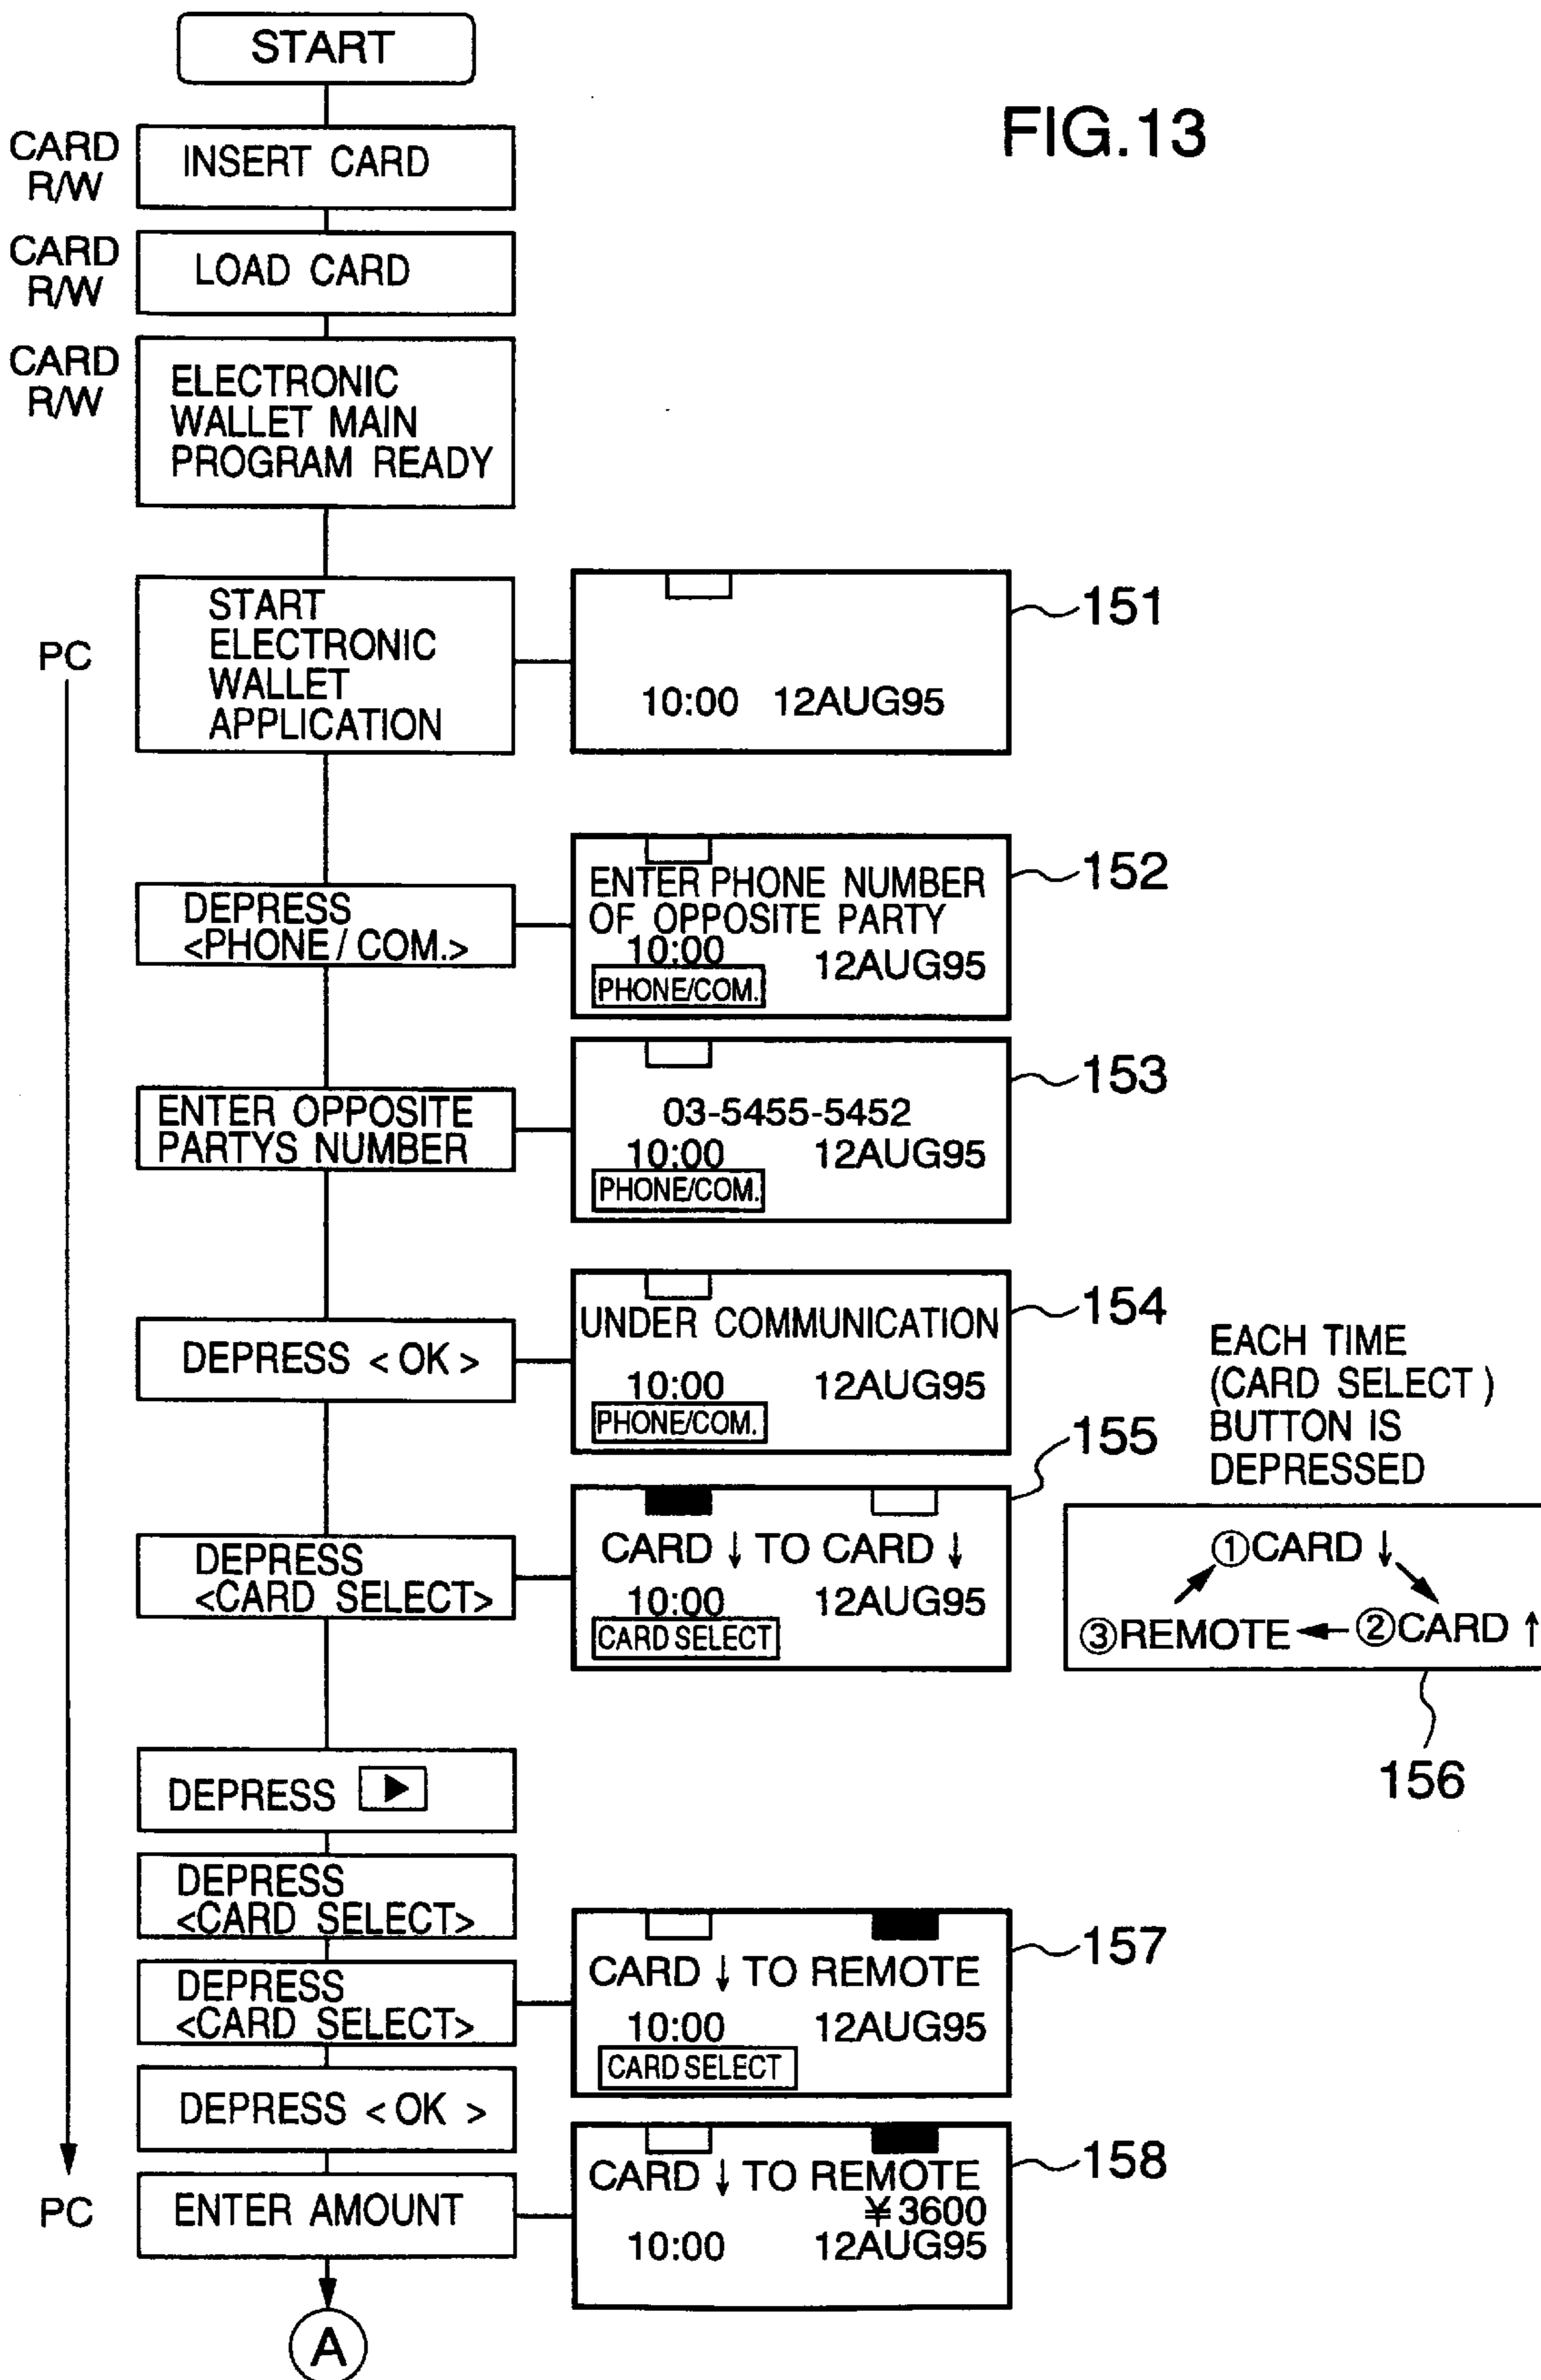 START
FIG.13
CARD
R/W
INSERT CARD
CARD
R/W
LOAD CARD
CARD
R/W
ELECTRONIC
WALLET MAIN
PROGRAM READY
PC
START
ELECTRONIC
WALLET
APPLICATION
10:00 12AUG95
151
DEPRESS
<PHONE/COM.>
ENTER PHONE NUMBER
OF OPPOSITE PARTY
10:00 12AUG95
PHONE/COM.
152
ENTER OPPOSITE
PARTYS NUMBER
03-5455-5452
10:00 12AUG95
PHONE/COM.
153
DEPRESS <OK>
UNDER COMMUNICATION
10:00 12AUG95
PHONE/COM.
154
DEPRESS
<CARD SELECT>
CARD ↓ TO CARD ↓
10:00 12AUG95
CARD SELECT
155
EACH TIME
(CARD SELECT)
BUTTON IS
DEPRESSED
①CARD ↓
③REMOTE ②CARD ↑
156
DEPRESS ▶
DEPRESS
<CARD SELECT>
DEPRESS
<CARD SELECT>
CARD ↓ TO REMOTE
10:00 12AUG95
CARD SELECT
157
DEPRESS <OK>
PC
ENTER AMOUNT
CARD ↓ TO REMOTE
¥3600
10:00 12AUG95
158
A